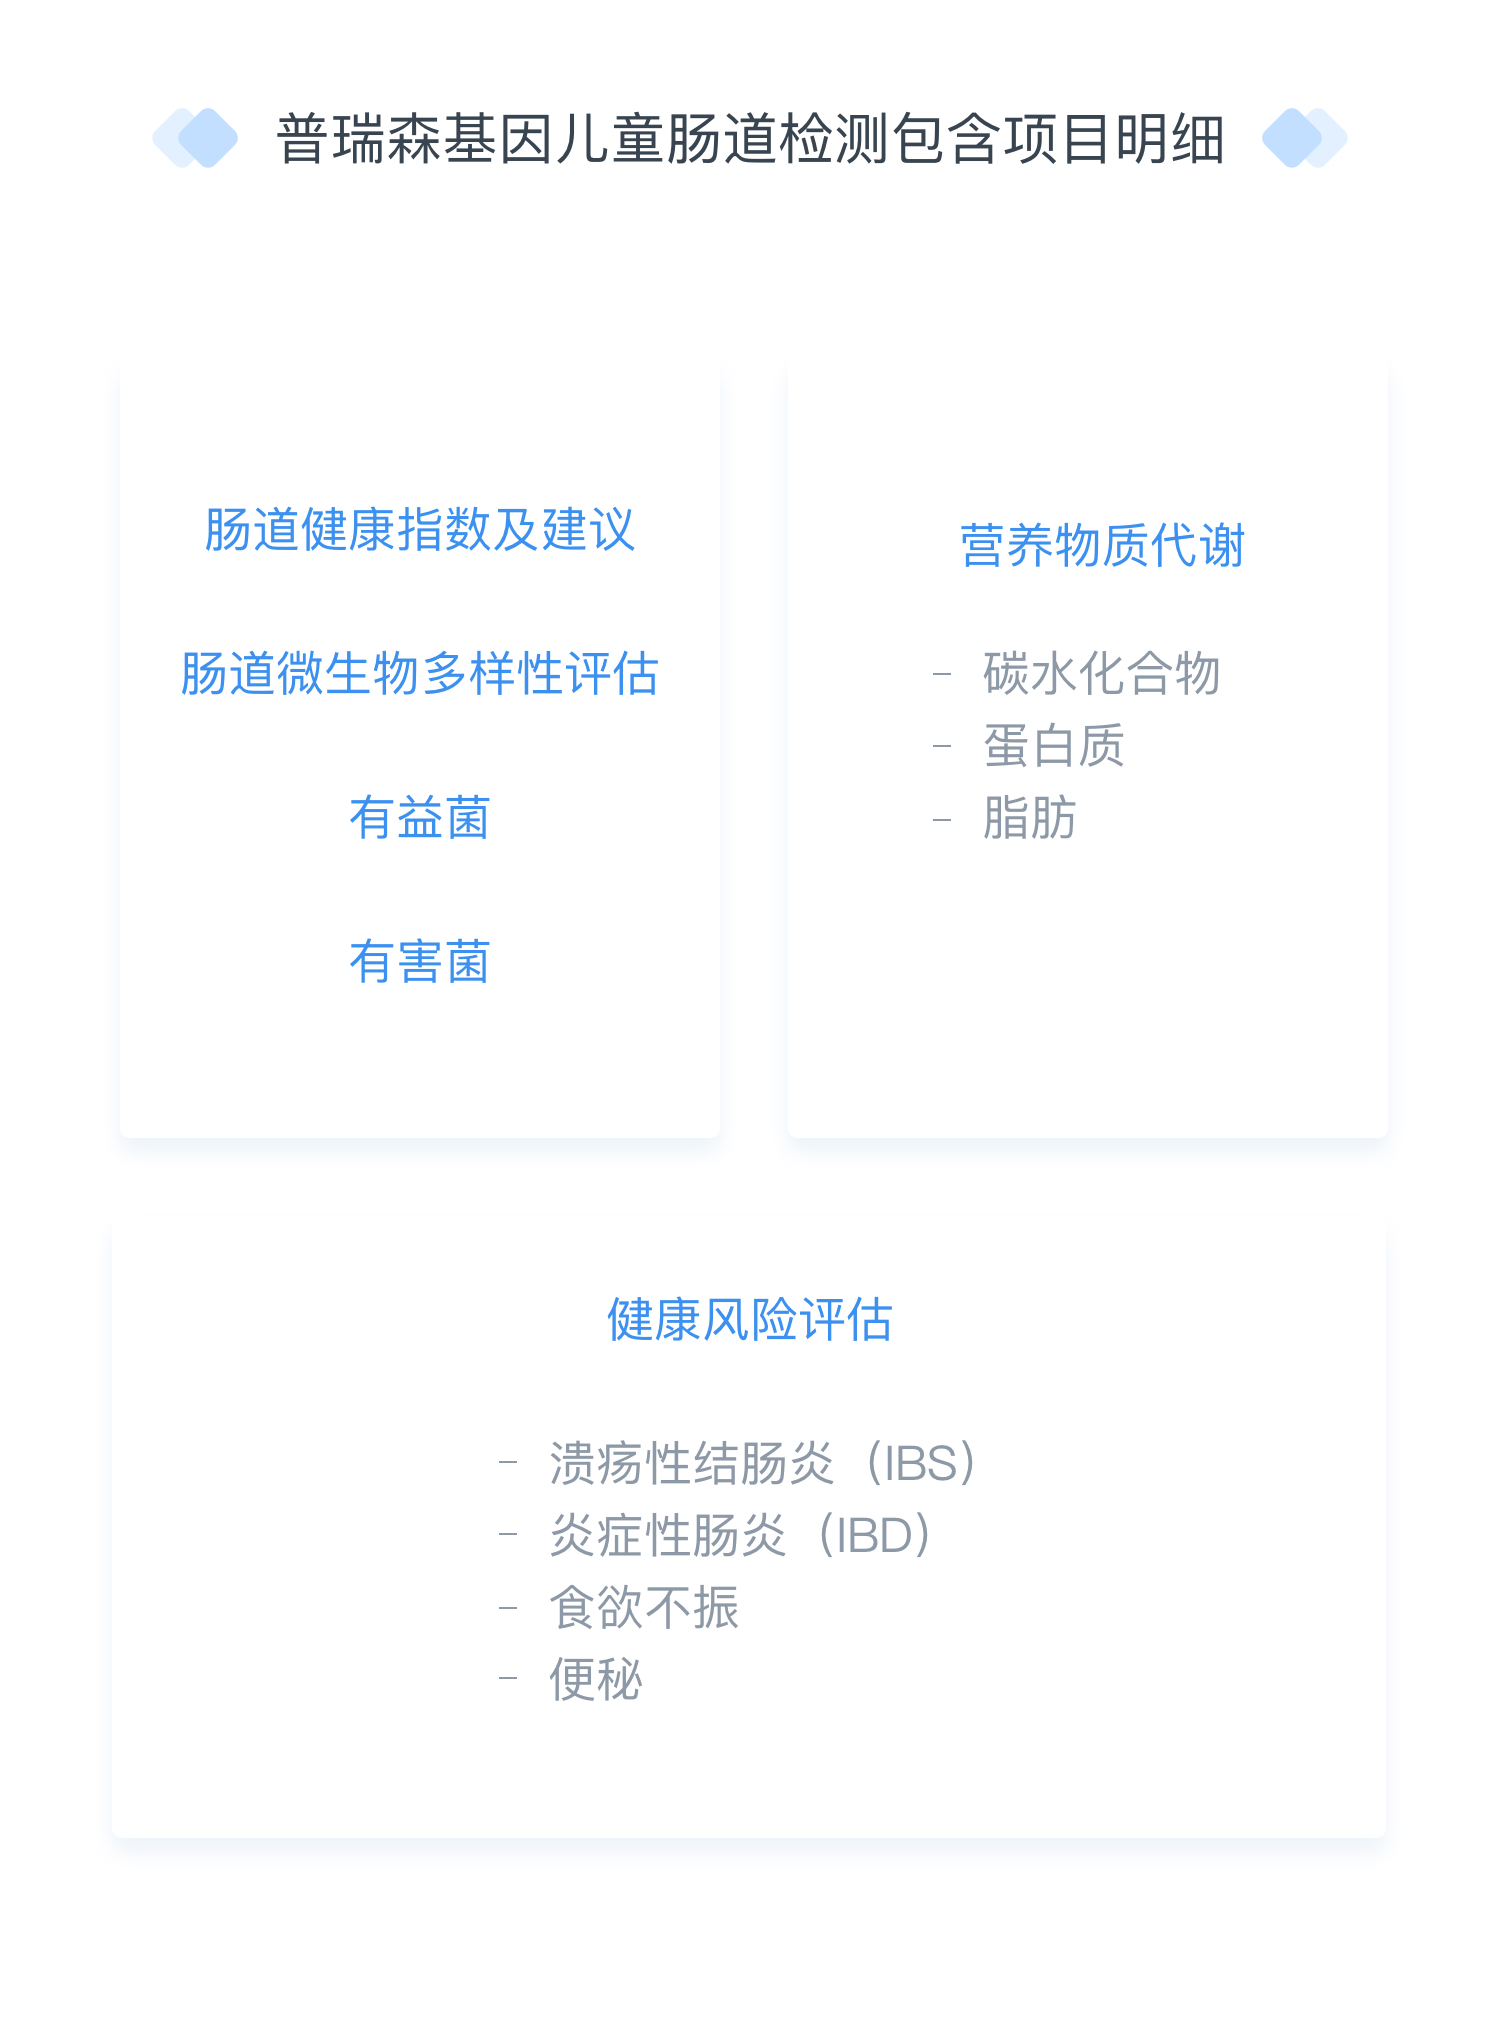 普瑞森基因儿童肠道检测包含项目明细
肠道健康指数及建议
肠道微生物多样性评估
有益菌
有害菌
营养物质代谢
– 碳水化合物
– 蛋白质
– 脂肪
健康风险评估
– 溃疡性结肠炎（IBS）
– 炎症性肠炎（IBD）
– 食欲不振
– 便秘